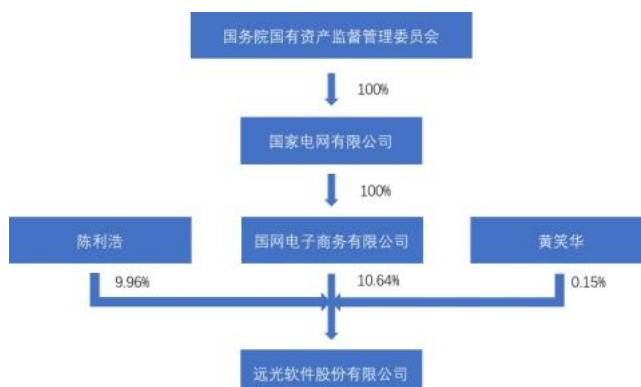 国务院国有资产监督管理委员会
100%
国家电网有限公司
100%
陈利浩
国网电子商务有限公司
黄笑华
9.96%
10.64%
0.15%
远光软件股份有限公司